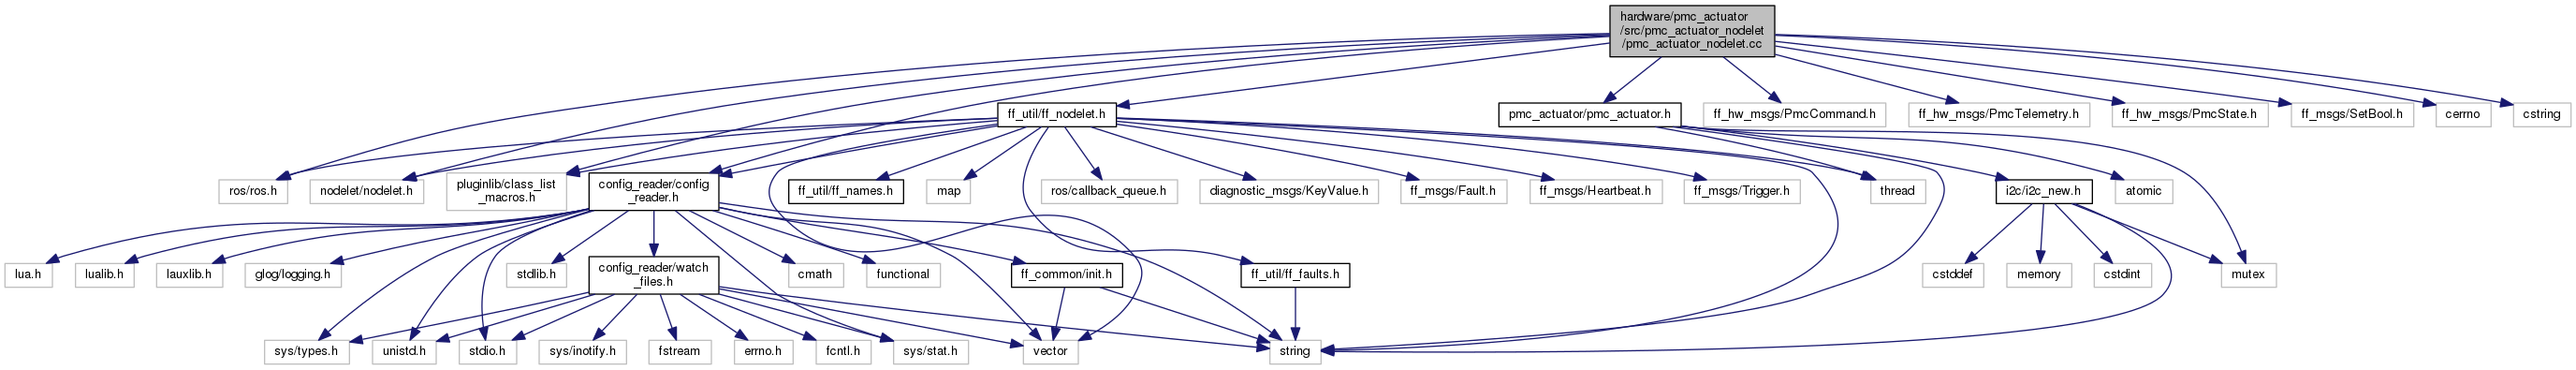 hardware/pmc_actuator
/src/pmc_actuator_nodelet
/pmc_actuator_nodelet.cc
ff_util/ff_nodelet.h
pmc_actuator/pmc_actuator.h
ff_hw_msgs/PmcCommand.h
ff_hw_msgs/PmcTelemetry.h
ff_hw_msgs/PmcState.h
ff_msgs/SetBool.h
cerrno
cstring
ros/ros.h
nodelet/nodelet.h
pluginlib/class_list
_macros.h
config_reader/config
_reader.h
ff_util/ff_names.h
map
ros/callback_queue.h
diagnostic_msgs/KeyValue.h
ff_msgs/Fault.h
ff_msgs/Heartbeat.h
ff_msgs/Trigger.h
thread
i2c/i2c_new.h
atomic
lua.h
lualib.h
lauxlib.h
glog/logging.h
stdlib.h
config_reader/watch
_files.h
cmath
functional
ff_common/init.h
ff_util/ff_faults.h
cstddef
memory
cstdint
mutex
sys/types.h
unistd.h
stdio.h
sys/inotify.h
fstream
errno.h
fcntl.h
sys/stat.h
vector
string